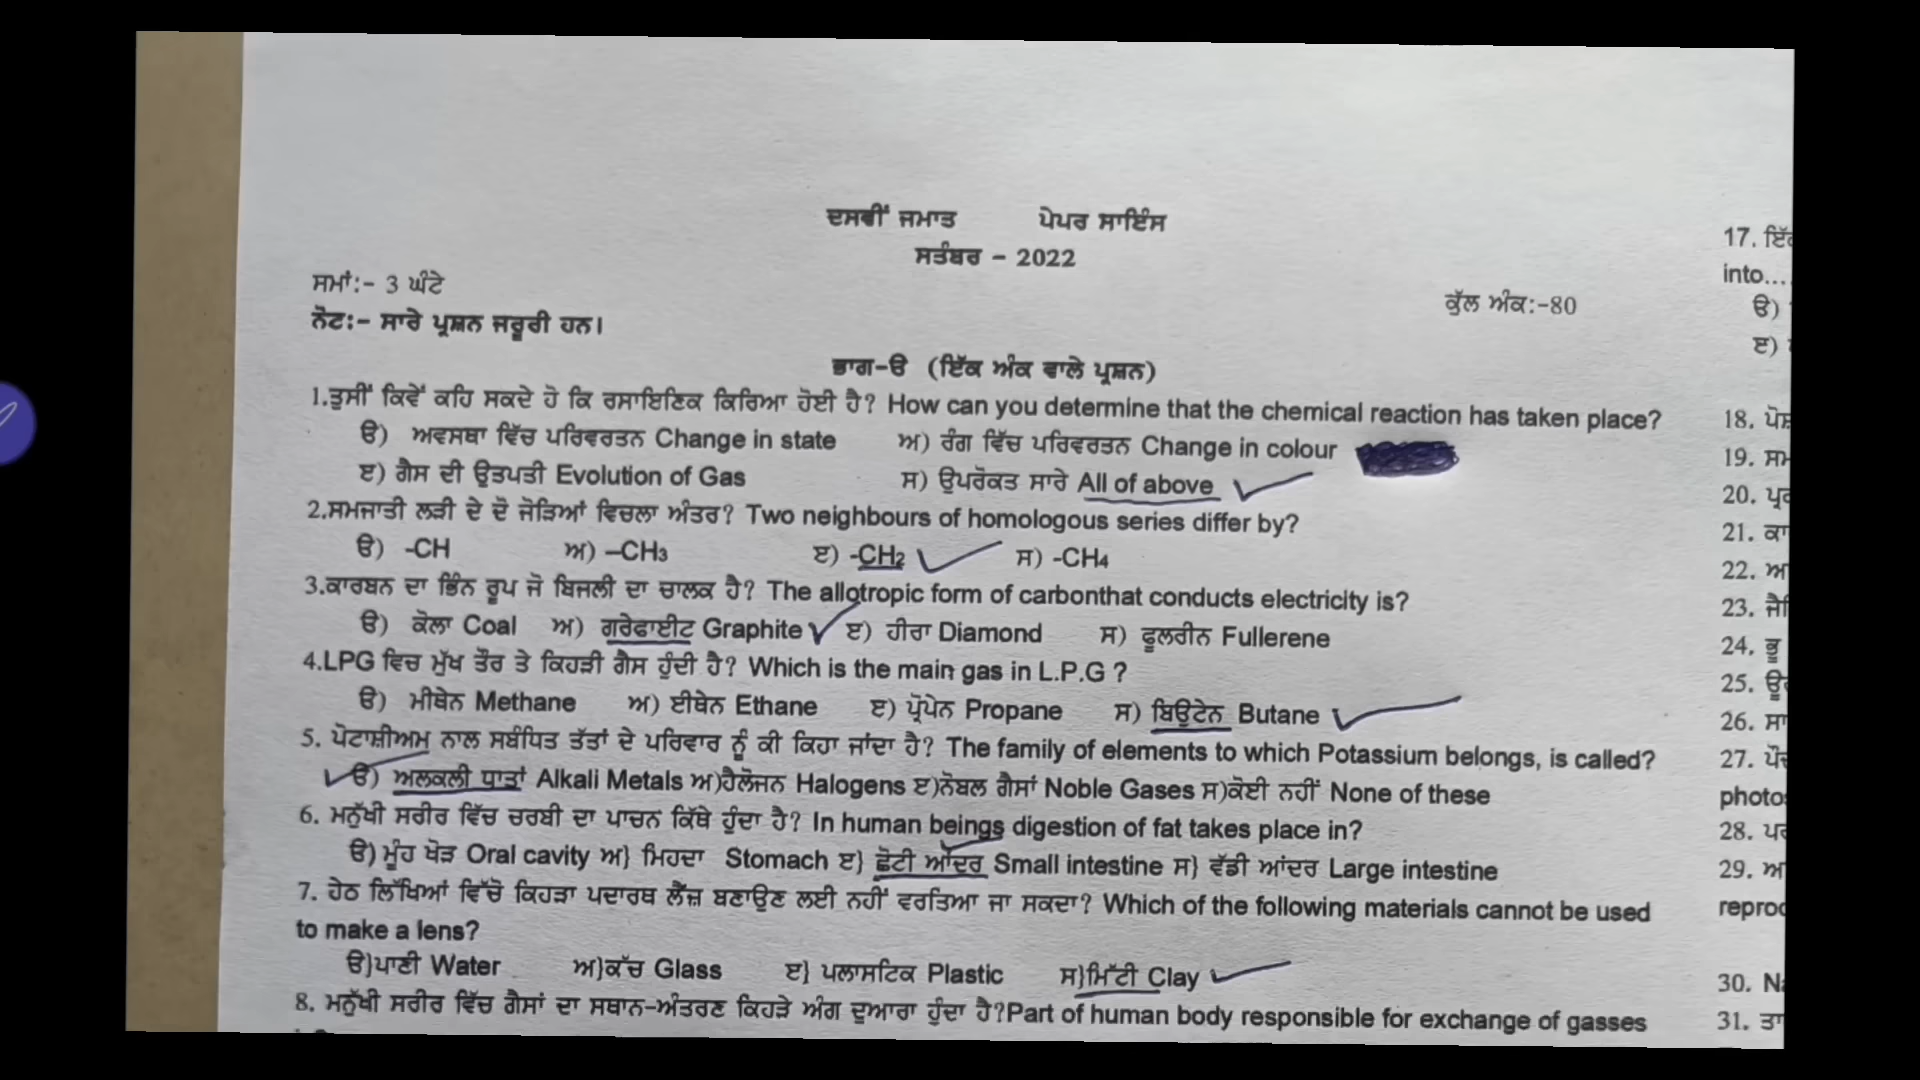 ਦਸਵੀਂ ਜਮਾਤ ਪੇਪਰ ਸਾਇੰਸ
ਸਤੰਬਰ – 2022
ਸਮਾਂ:- 3 ਘੰਟੇ
ਕੁੱਲ ਅੰਕ:-80
ਨੋਟ:- ਸਾਰੇ ਪ੍ਰਸ਼ਨ ਜਰੂਰੀ ਹਨ।
ਭਾਗ-ੳ (ਇੱਕ ਅੰਕ ਵਾਲੇ ਪ੍ਰਸ਼ਨ)
1.ਤੁਸੀਂ ਕਿਵੇਂ ਕਹਿ ਸਕਦੇ ਹੋ ਕਿ ਰਸਾਇਣਿਕ ਕਿਰਿਆ ਹੋਈ ਹੈ? How can you determine that the chemical reaction has taken place?
ੳ) ਅਵਸਥਾ ਵਿੱਚ ਪਰਿਵਰਤਨ Change in state ਅ) ਰੰਗ ਵਿੱਚ ਪਰਿਵਰਤਨ Change in colour
ੲ) ਗੈਸ ਦੀ ਉਤਪਤੀ Evolution of Gas ਸ) ਉਪਰੋਕਤ ਸਾਰੇ All of above
2.ਸਮਜਾਤੀ ਲੜੀ ਦੇ ਦੋ ਜੋੜਿਆਂ ਵਿਚਲਾ ਅੰਤਰ? Two neighbours of homologous series differ by?
ੳ) -CH ਅ) –CH₃ ੲ) -CH₂ ਸ) -CH₄
3.ਕਾਰਬਨ ਦਾ ਭਿੰਨ ਰੂਪ ਜੋ ਬਿਜਲੀ ਦਾ ਚਾਲਕ ਹੈ? The allotropic form of carbonthat conducts electricity is?
ੳ) ਕੋਲਾ Coal ਅ) ਗਰੇਫਾਈਟ Graphite ੲ) ਹੀਰਾ Diamond ਸ) ਫੂਲਰੀਨ Fullerene
4.LPG ਵਿਚ ਮੁੱਖ ਤੌਰ ਤੇ ਕਿਹੜੀ ਗੈਸ ਹੁੰਦੀ ਹੈ? Which is the main gas in L.P.G ?
ੳ) ਮੀਥੇਨ Methane ਅ) ਈਥੇਨ Ethane ੲ) ਪ੍ਰੋਪੇਨ Propane ਸ) ਬਿਉਟੇਨ Butane
5. ਪੋਟਾਸ਼ੀਅਮ ਨਾਲ ਸਬੰਧਿਤ ਤੱਤਾਂ ਦੇ ਪਰਿਵਾਰ ਨੂੰ ਕੀ ਕਿਹਾ ਜਾਂਦਾ ਹੈ? The family of elements to which Potassium belongs, is called?
ੳ) ਅਲਕਲੀ ਧਾਤਾਂ Alkali Metals ਅ)ਹੈਲੋਜਨ Halogens ੲ)ਨੋਬਲ ਗੈਸਾਂ Noble Gases ਸ)ਕੋਈ ਨਹੀਂ None of these
6. ਮਨੁੱਖੀ ਸਰੀਰ ਵਿੱਚ ਚਰਬੀ ਦਾ ਪਾਚਨ ਕਿੱਥੇ ਹੁੰਦਾ ਹੈ? In human beings digestion of fat takes place in?
ੳ) ਮੂੰਹ ਖੋੜ Oral cavity ਅ} ਮਿਹਦਾ Stomach ੲ} ਛੋਟੀ ਆਂਦਰ Small intestine ਸ} ਵੱਡੀ ਆਂਦਰ Large intestine
7. ਹੇਠ ਲਿੱਖਿਆਂ ਵਿੱਚੋ ਕਿਹੜਾ ਪਦਾਰਥ ਲੈਂਜ਼ ਬਣਾਉਣ ਲਈ ਨਹੀਂ ਵਰਤਿਆ ਜਾ ਸਕਦਾ? Which of the following materials cannot be used
to make a lens?
ੳ}ਪਾਣੀ Water ਅ}ਕੱਚ Glass ੲ} ਪਲਾਸਟਿਕ Plastic ਸ}ਮਿੱਟੀ Clay
8. ਮਨੁੱਖੀ ਸਰੀਰ ਵਿੱਚ ਗੈਸਾਂ ਦਾ ਸਥਾਨ-ਅੰਤਰਣ ਕਿਹੜੇ ਅੰਗ ਦੁਆਰਾ ਹੁੰਦਾ ਹੈ?Part of human body responsible for exchange of gasses
17.
into....
ੳ)
ੲ)
18.
19.
20.
21.
22.
23.
24.
25.
26.
27.
28.
29.
30.
31.